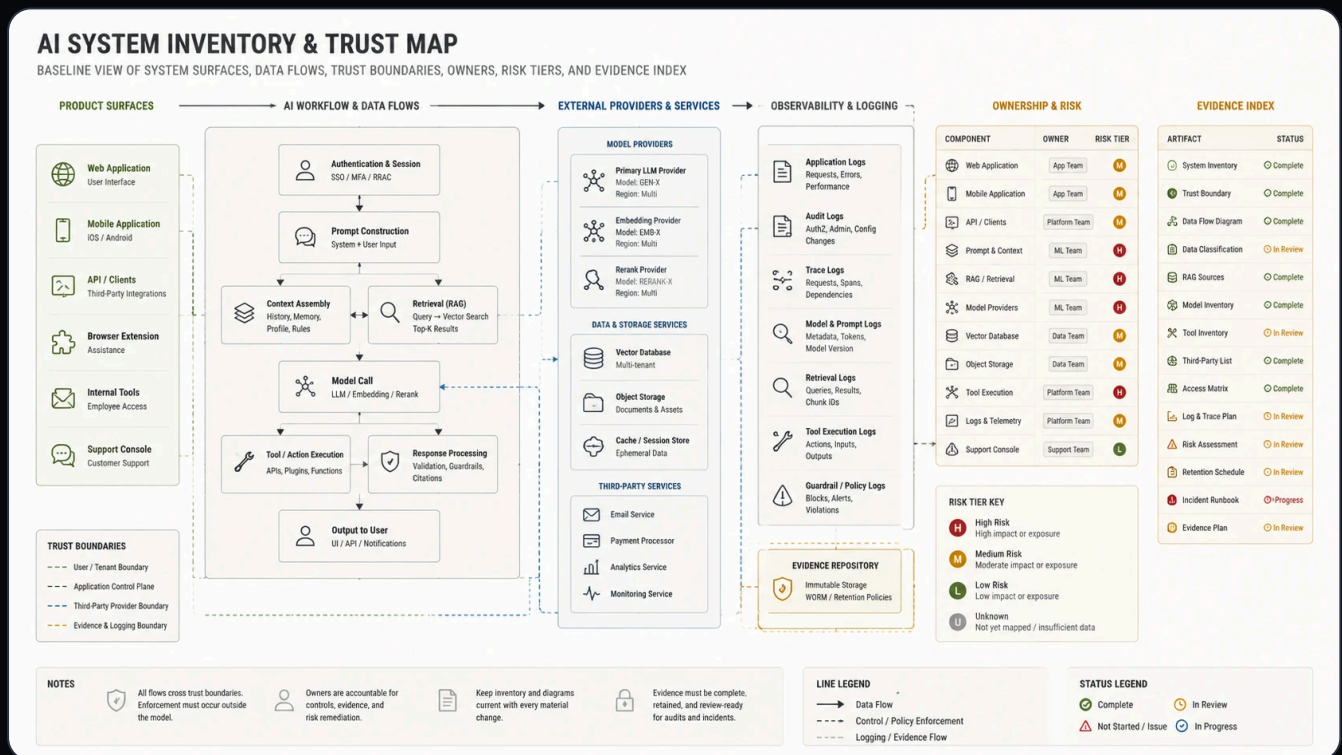 AI SYSTEM INVENTORY & TRUST MAP
BASELINE VIEW OF SYSTEM SURFACES, DATA FLOWS, TRUST BOUNDARIES, OWNERS, RISK TIERS, AND EVIDENCE INDEX
PRODUCT SURFACES
Web Application
User Interface
Mobile Application
iOS / Android
API / Clients
Third-Party Integrations
Browser Extension
Assistance
Internal Tools
Employee Access
Support Console
Customer Support
TRUST BOUNDARIES
User / Tenant Boundary
Application Control Plane
Third-Party Provider Boundary
Evidence & Logging Boundary
AI WORKFLOW & DATA FLOWS
Authentication & Session
SSO / MFA / RRAC
Prompt Construction
System + User Input
Context Assembly
History, Memory,
Profile, Rules
Retrieval (RAG)
Query → Vector Search
Top-K Results
Model Call
LLM / Embedding / Rerank
Tool / Action Execution
APIs, Plugins, Functions
Response Processing
Validation, Guardrails,
Citations
Output to User
UI / API / Notifications
EXTERNAL PROVIDERS & SERVICES
MODEL PROVIDERS
Primary LLM Provider
Model: GEN-X
Region: Multi
Embedding Provider
Model: EMB-X
Region: Multi
Rerank Provider
Model: RERANK-X
Region: Multi
DATA & STORAGE SERVICES
Vector Database
Multi-tenant
Object Storage
Documents & Assets
Cache / Session Store
Ephemeral Data
THIRD-PARTY SERVICES
Email Service
Payment Processor
Analytics Service
Monitoring Service
OBSERVABILITY & LOGGING
Application Logs
Requests, Errors,
Performance
Audit Logs
AuthZ, Admin, Config
Changes
Trace Logs
Requests, Spans,
Dependencies
Model & Prompt Logs
Metadata, Tokens,
Model Version
Retrieval Logs
Queries, Results,
Chunk IDs
Tool Execution Logs
Actions, Inputs,
Outputs
Guardrail / Policy Logs
Blocks, Alerts,
Violations
EVIDENCE REPOSITORY
Immutable Storage
WORM / Retention Policies
OWNERSHIP & RISK
COMPONENT OWNER RISK TIER
Web Application App Team M
Mobile Application App Team M
API / Clients Platform Team M
Prompt & Context ML Team H
RAG / Retrieval ML Team H
Model Providers ML Team H
Vector Database Data Team M
Object Storage Data Team M
Tool Execution Platform Team H
Logs & Telemetry Platform Team M
Support Console Support Team L
RISK TIER KEY
H High Risk
High impact or exposure
M Medium Risk
Moderate impact or exposure
L Low Risk
Low impact or exposure
U Unknown
Not yet mapped / insufficient data
EVIDENCE INDEX
ARTIFACT STATUS
System Inventory Complete
Trust Boundary Complete
Data Flow Diagram Complete
Data Classification In Review
RAG Sources Complete
Model Inventory Complete
Tool Inventory In Review
Third-Party List Complete
Access Matrix Complete
Log & Trace Plan In Review
Risk Assessment In Review
Retention Schedule In Review
Incident Runbook Progress
Evidence Plan In Review
NOTES
All flows cross trust boundaries.
Enforcement must occur outside
the model.
Owners are accountable for
controls, evidence, and
risk remediation.
Keep inventory and diagrams
current with every material
change.
Evidence must be complete,
retained, and review-ready
for audits and incidents.
LINE LEGEND
Data Flow
Control / Policy Enforcement
Logging / Evidence Flow
STATUS LEGEND
Complete In Review
Not Started / Issue In Progress